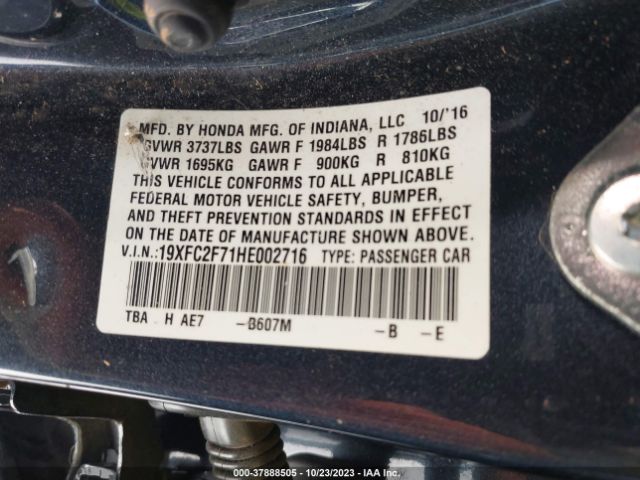 MFD. BY HONDA MFG. OF INDIANA, LLC 10/'16
GVWR 3737LBS GAWR F 1984LBS R 1786LBS
GVWR 1695KG GAWR F 900KG R 810KG
THIS VEHICLE CONFORMS TO ALL APPLICABLE
FEDERAL MOTOR VEHICLE SAFETY, BUMPER,
AND THEFT PREVENTION STANDARDS IN EFFECT
ON THE DATE OF MANUFACTURE SHOWN ABOVE.
V.I.N.:19XFC2F71HE002716 TYPE: PASSENGER CAR
TBA H AE7 -B607M -B -E
000-37888505 - 10/23/2023 - IAA Inc.